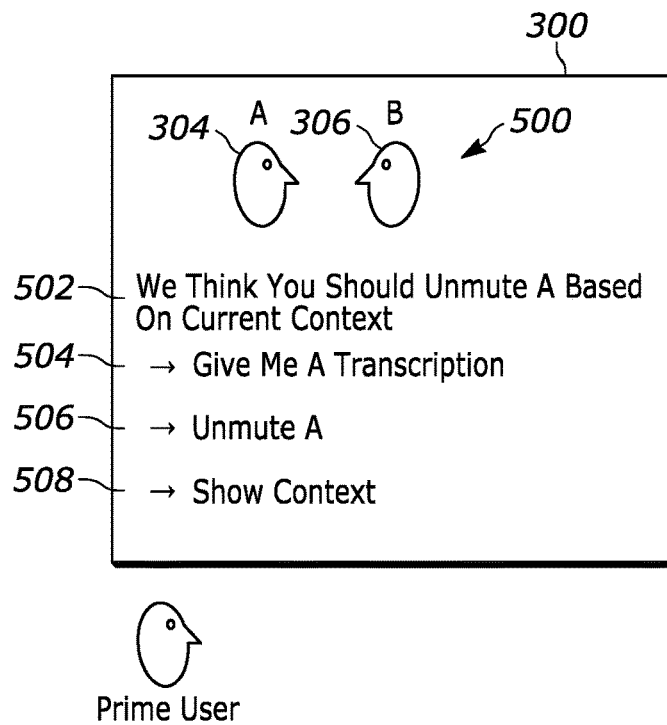 300
304 A 306 B 500
502 We Think You Should Unmute A Based
On Current Context
504 → Give Me A Transcription
506 → Unmute A
508 → Show Context
Prime User